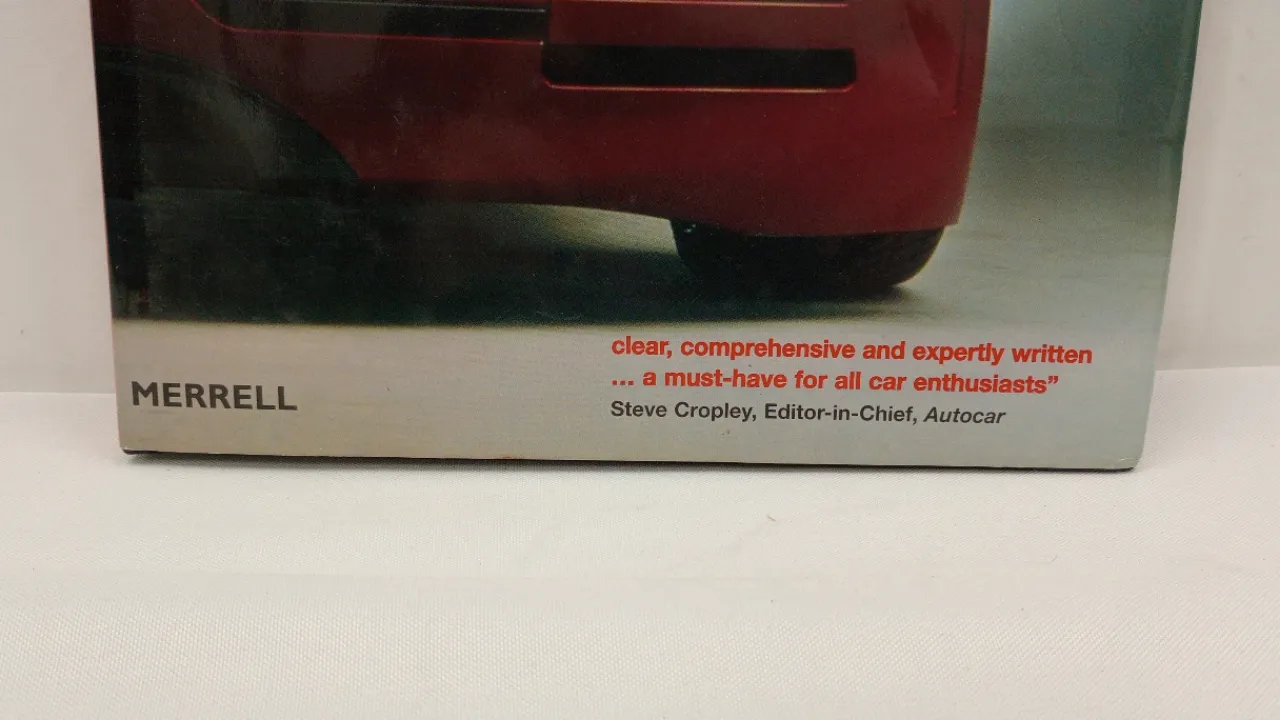 clear, comprehensive and expertly written
... a must-have for all car enthusiasts”
MERRELL
Steve Cropley, Editor-in-Chief, Autocar